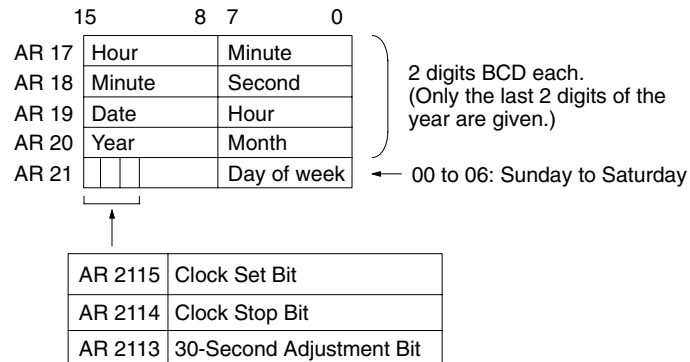 15 8 7 0
AR 17 Hour Minute
AR 18 Minute Second
AR 19 Date Hour
AR 20 Year Month
AR 21 Day of week
2 digits BCD each.
(Only the last 2 digits of the
year are given.)
00 to 06: Sunday to Saturday
AR 2115 Clock Set Bit
AR 2114 Clock Stop Bit
AR 2113 30-Second Adjustment Bit